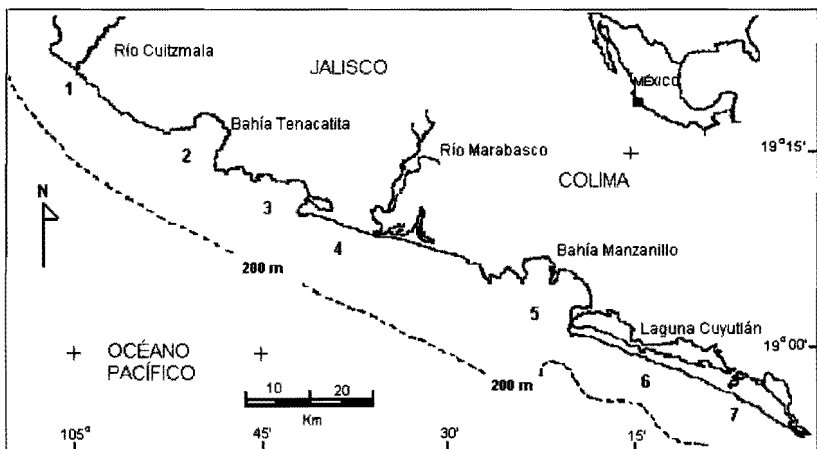 Río Cuitzmala
JALISCO
MÉXICO
1
Bahía Tenacatita
Río Marabasco
19° 15'
2
COLIMA
N
3
4
Bahía Manzanillo
200 m
5
Laguna Cuyutlán
OCÉANO
PACÍFICO
19° 00'
200 m
6
10 20
Km
7
105°
45'
30'
15'